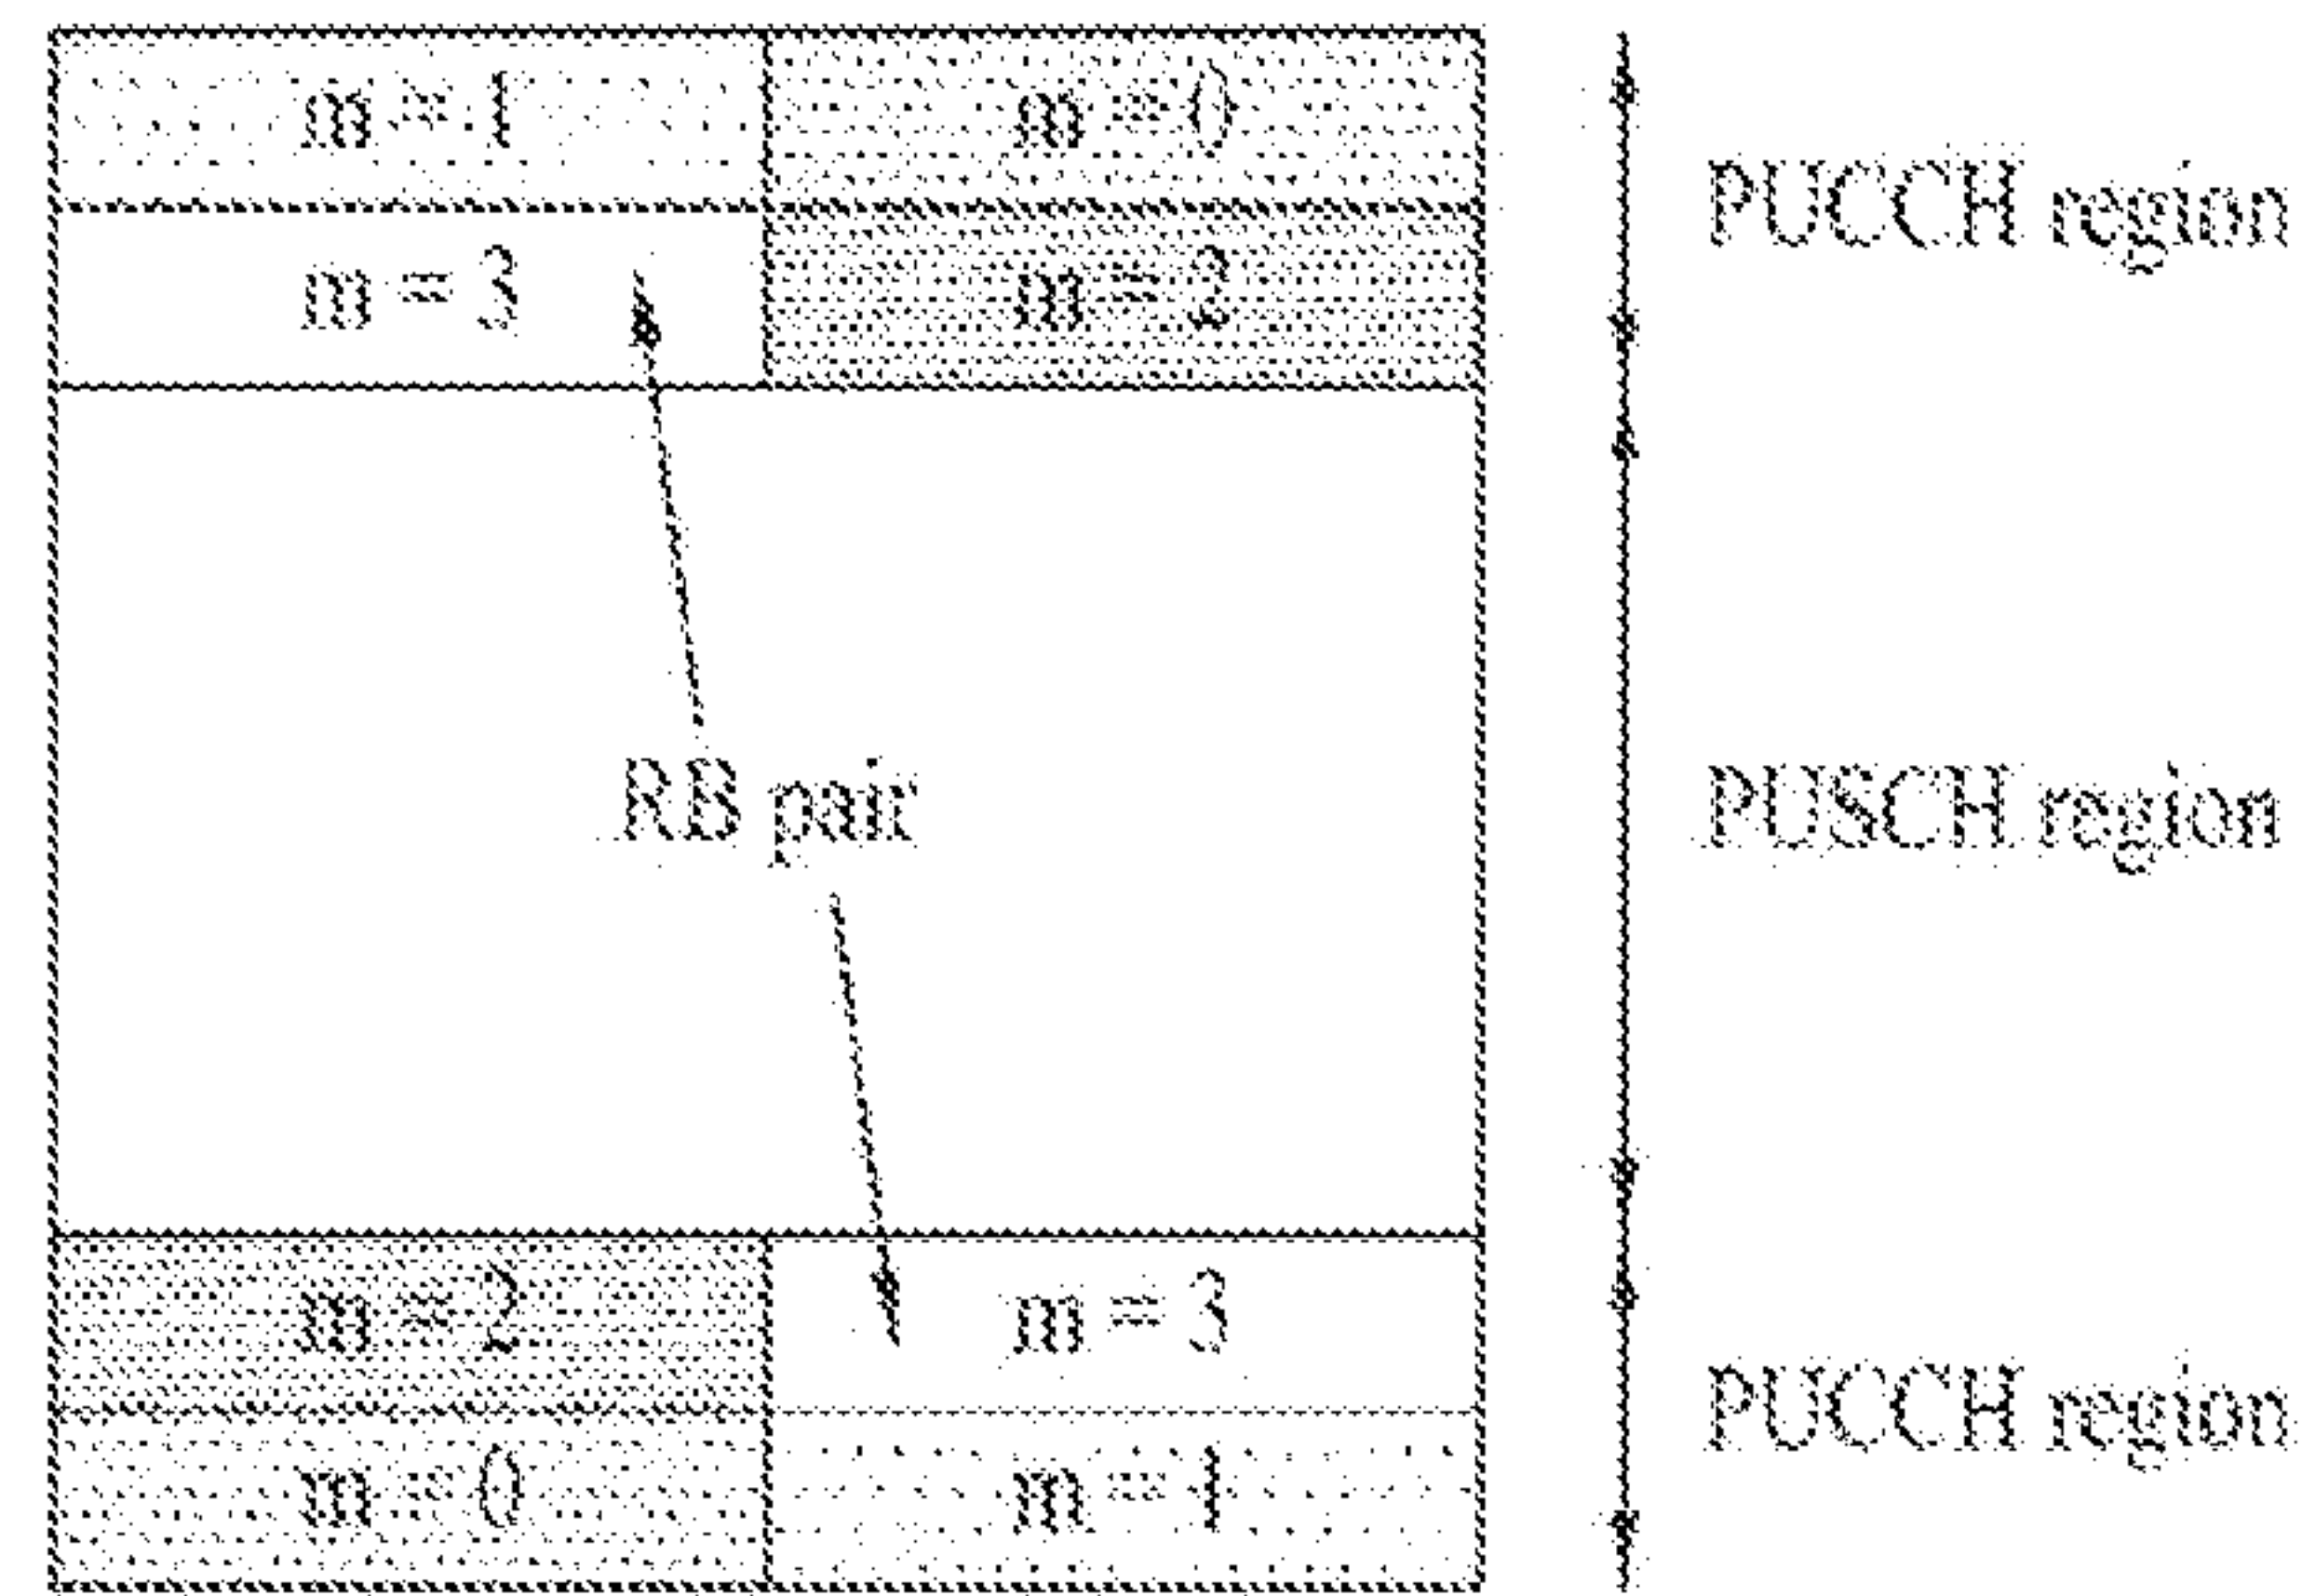 m = 1 m = 0
PUCCH region
m = 3 m = 2
RB pair
PUSCH region
m = 2 m = 3
PUCCH region
m = 0 m = 1